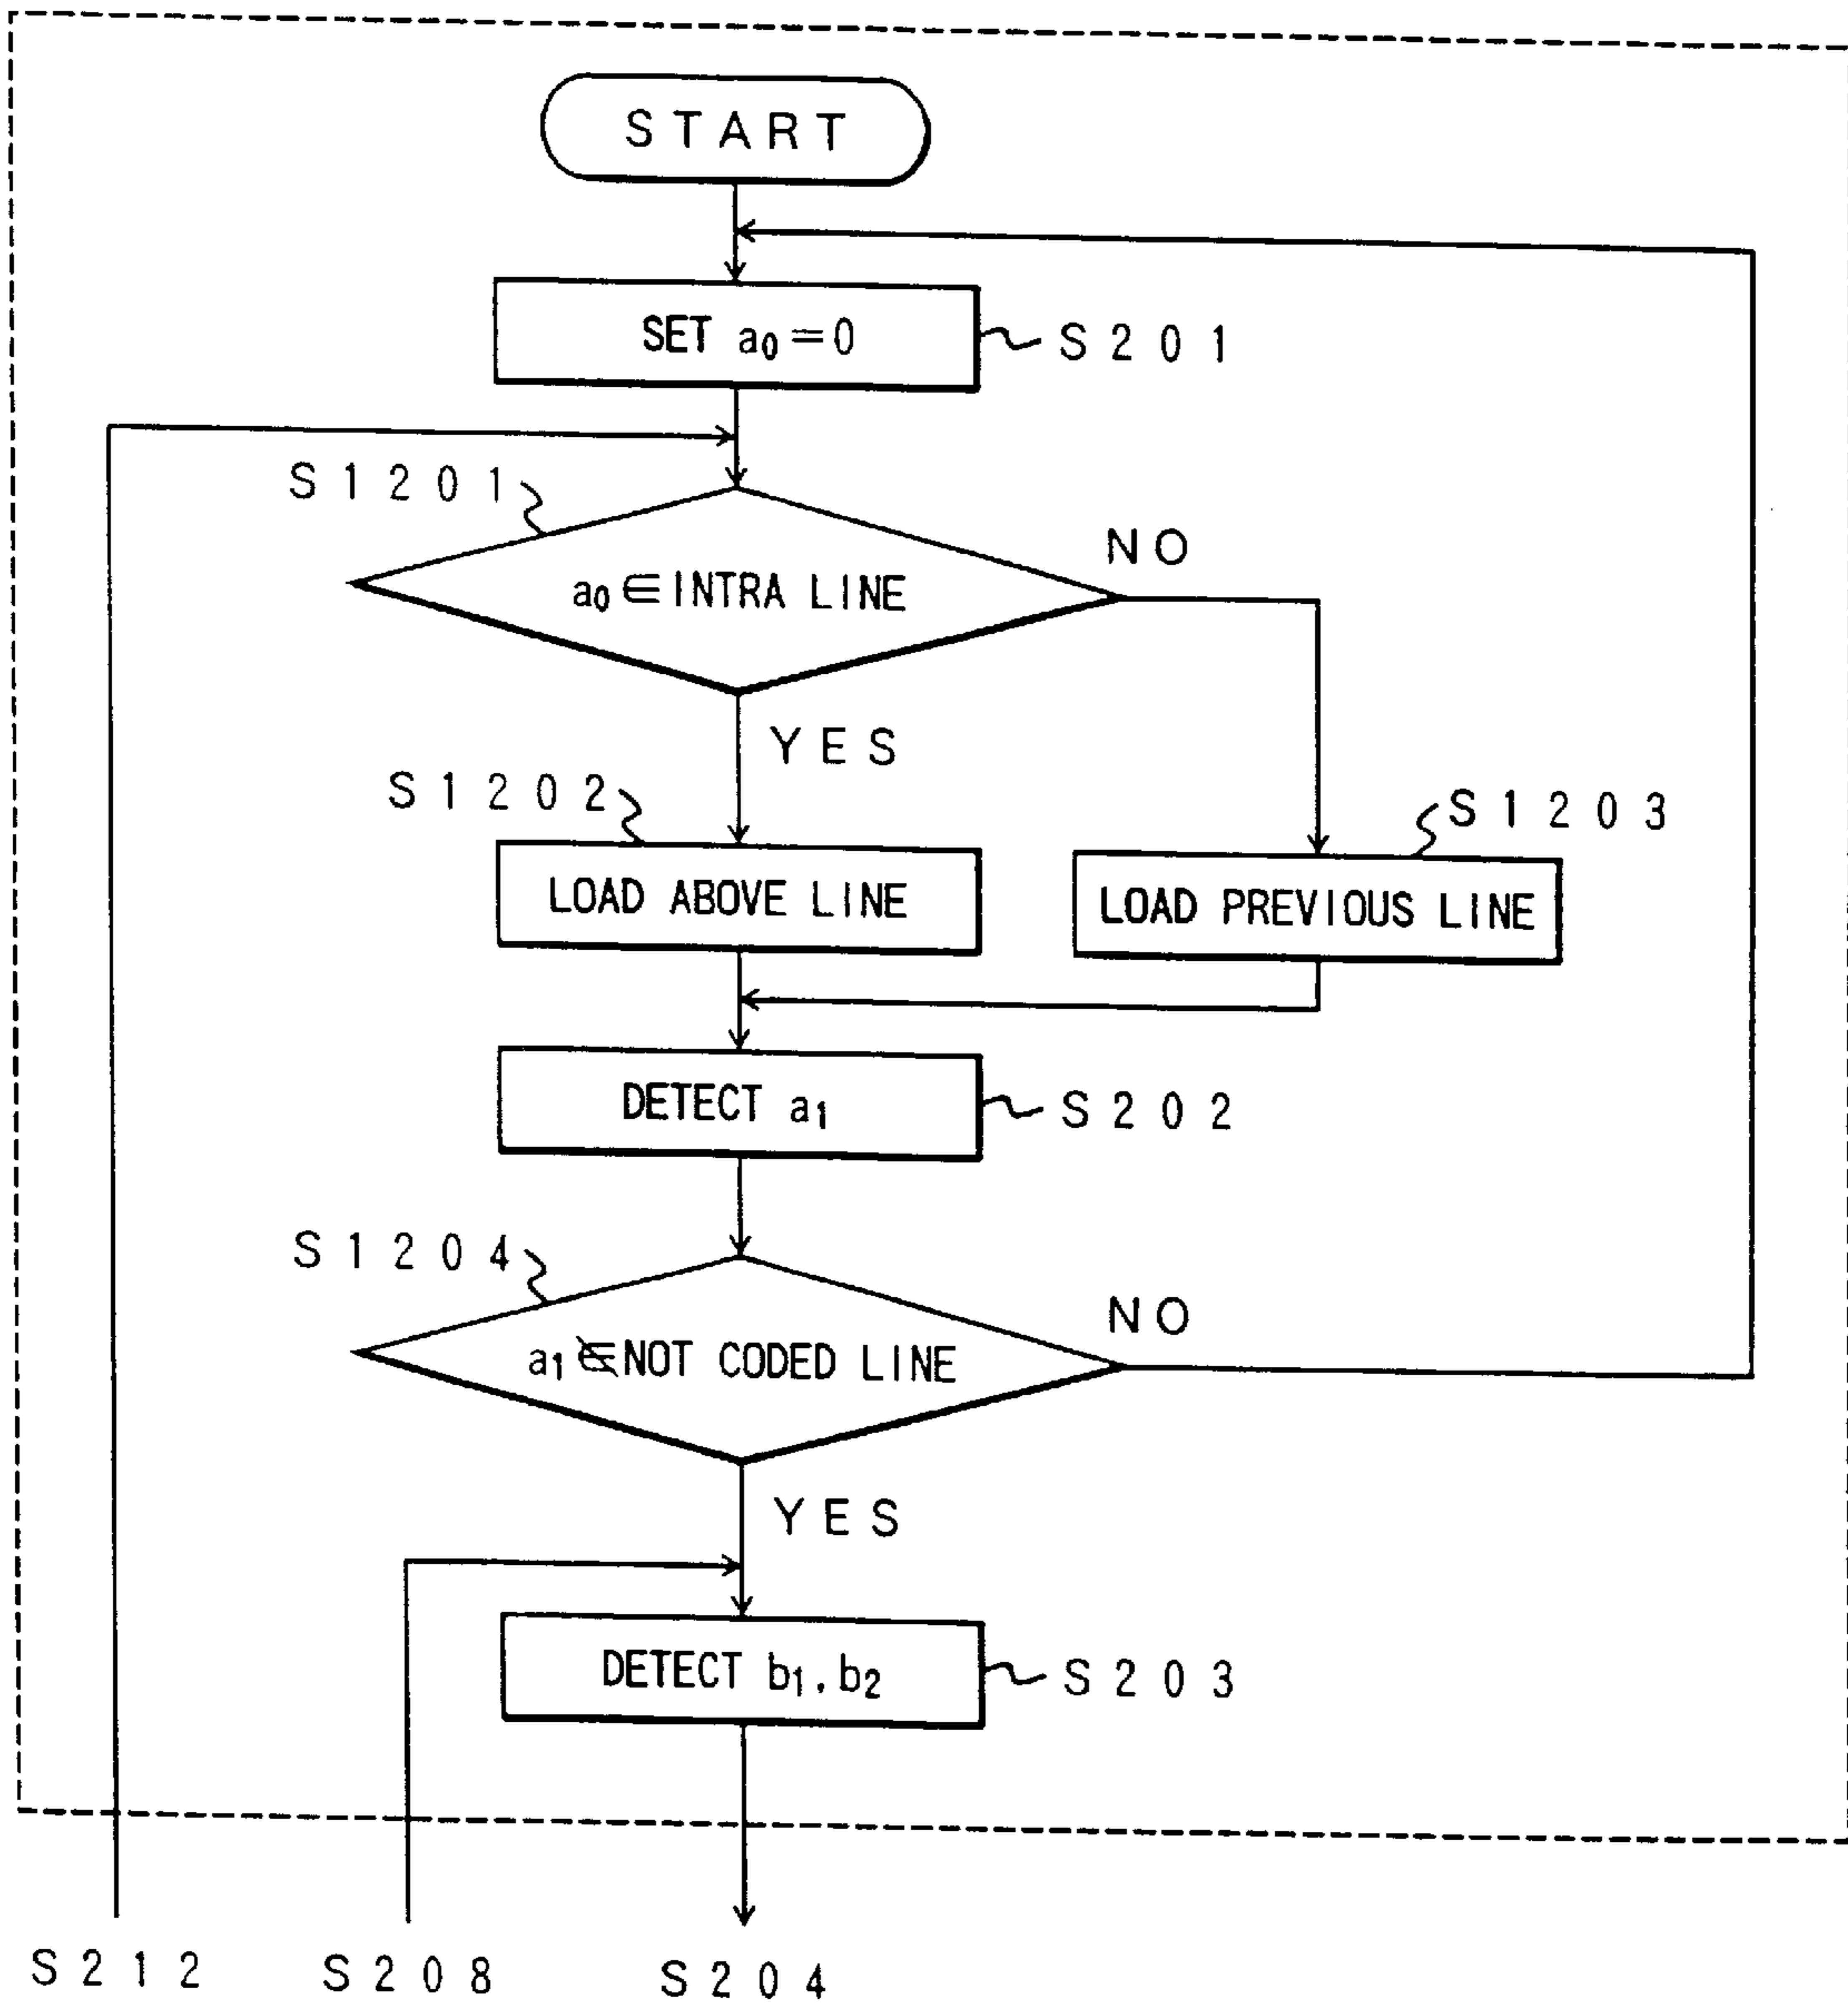 START
SET a₀=0
S201
S1201
NO
a₀∈INTRA LINE
YES
S1202
S1203
LOAD ABOVE LINE
LOAD PREVIOUS LINE
DETECT a₁
S202
S1204
NO
a₁∉NOT CODED LINE
YES
DETECT b₁,b₂
S203
S212
S208
S204